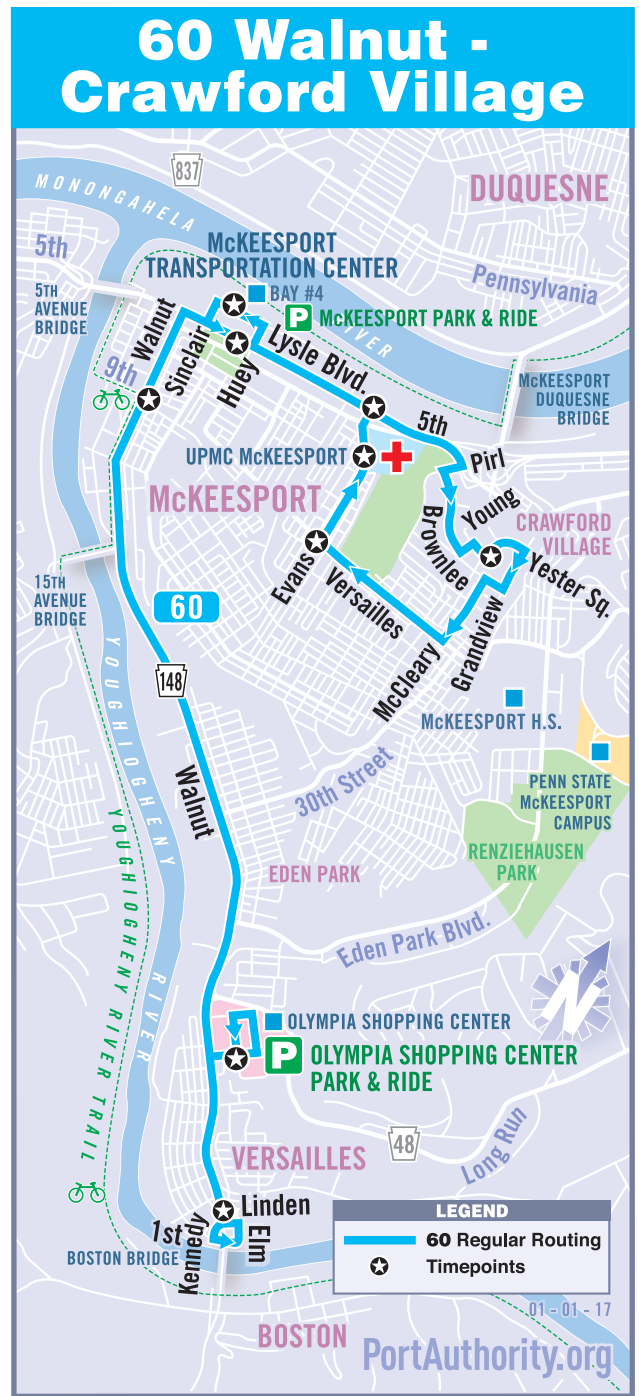 60 Walnut -
Crawford Village
837
DUQUESNE
MONONGAHELA
5th
McKEESPORT
TRANSPORTATION CENTER
Pennsylvania
BAY #4
5TH
AVENUE
BRIDGE
Walnut
P
McKEESPORT PARK & RIDE
Sinclair
RIVER
Lysle Blvd.
9th
Huey
McKEESPORT
DUQUESNE
BRIDGE
5th
UPMC McKEESPORT
Pirl
McKEESPORT
Young
Brownlee
CRAWFORD
VILLAGE
Evans
Yester Sq.
15TH
AVENUE
BRIDGE
60
Versailles
Grandview
McCleary
YOUGHIOGHENY
148
McKEESPORT H.S.
Walnut
30th Street
PENN STATE
McKEESPORT
CAMPUS
YOUGHIOGHENY RIVER TRAIL
RENZIEHAUSEN
PARK
EDEN PARK
Eden Park Blvd.
RIVER
N
OLYMPIA SHOPPING CENTER
P
OLYMPIA SHOPPING CENTER
PARK & RIDE
48
Long Run
VERSAILLES
Linden
1st
Elm
Kennedy
BOSTON BRIDGE
LEGEND
60 Regular Routing
Timepoints
01 - 01 - 17
BOSTON
PortAuthority.org